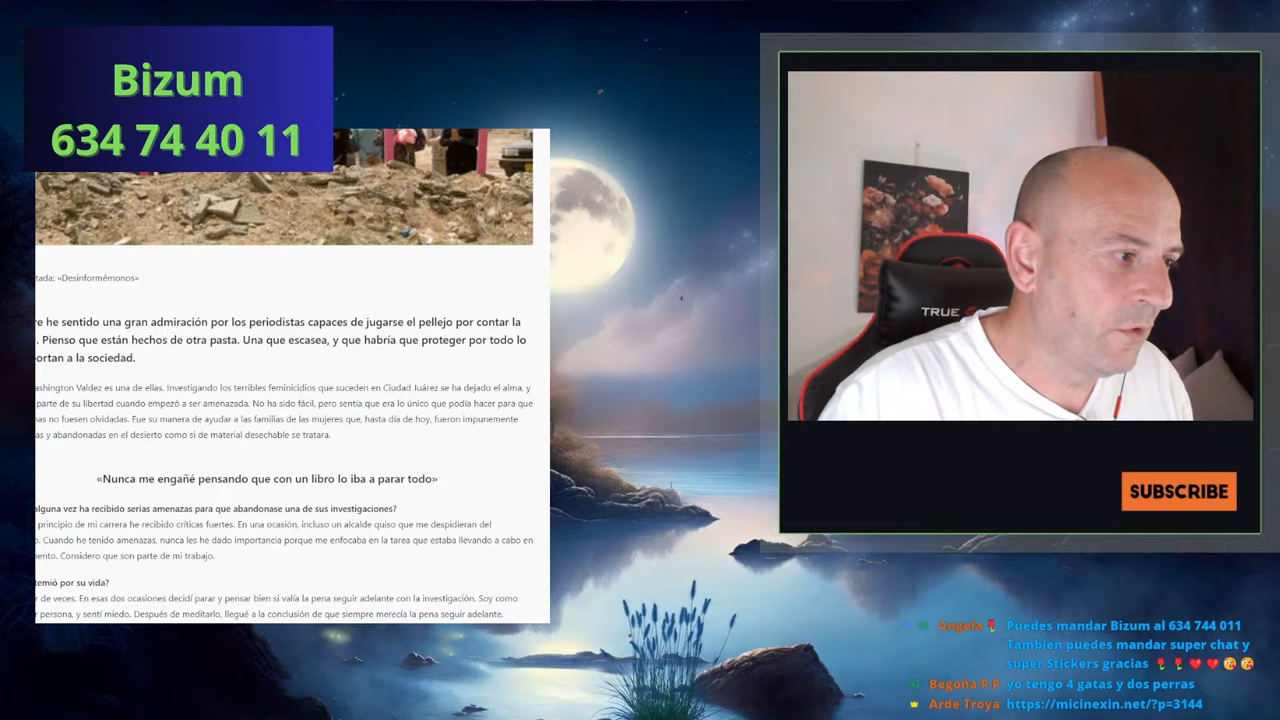 Bizum
634 74 40 11
tada: «Desinformémonos»
re he sentido una gran admiración por los periodistas capaces de jugarse el pellejo por contar la
. Pienso que están hechos de otra pasta. Una que escasea, y que habría que proteger por todo lo
portan a la sociedad.
ashington Valdez es una de ellas. Investigando los terribles feminicidios que suceden en Ciudad Juárez se ha dejado el alma, y
parte de su libertad cuando empezó a ser amenazada. No ha sido fácil, pero sentía que era lo único que podía hacer para que
nas no fuesen olvidadas. Fue su manera de ayudar a las familias de las mujeres que, hasta día de hoy, fueron impunemente
as y abandonadas en el desierto como si de material desechable se tratara.
«Nunca me engañé pensando que con un libro lo iba a parar todo»
alguna vez ha recibido serias amenazas para que abandonase una de sus investigaciones?
principio de mi carrera he recibido críticas fuertes. En una ocasión, incluso un alcalde quiso que me despidieran del
o. Cuando he tenido amenazas, nunca les he dado importancia porque me enfocaba en la tarea que estaba llevando a cabo en
ento. Considero que son parte de mi trabajo.
temió por su vida?
r de veces. En esas dos ocasiones decidí parar y pensar bien si valía la pena seguir adelante con la investigación. Soy como
r persona, y sentí miedo. Después de meditarlo, llegué a la conclusión de que siempre merecía la pena seguir adelante.
TRUE
SUBSCRIBE
Angela🌹 Puedes mandar Bizum al 634 744 011
Tambien puedes mandar super chat y
super Stickers gracias 🌹🌹❤️❤️😘😘
Begoña P.P yo tengo 4 gatas y dos perras
Arde Troya https://micinexin.net/?p=3144